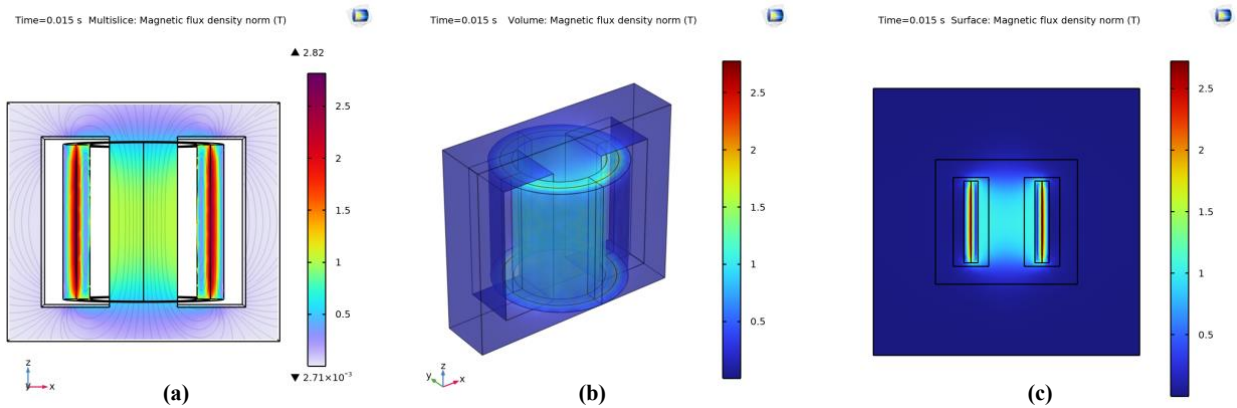 Time=0.015 s  Multislice: Magnetic flux density norm (T)
▲ 2.82
2.5
2
1.5
1
0.5
▼ 2.71×10⁻³
z
y
x
(a)
Time=0.015 s  Volume: Magnetic flux density norm (T)
2.5
2
1.5
1
0.5
z
y
x
(b)
Time=0.015 s  Surface: Magnetic flux density norm (T)
2.5
2
1.5
1
0.5
(c)